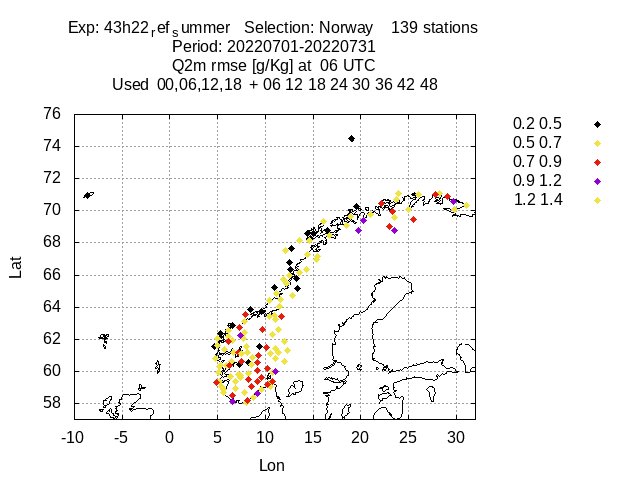 Exp: 43h22refsummer Selection: Norway 139 stations
Period: 20220701-20220731
Q2m rmse [g/Kg] at 06 UTC
Used 00,06,12,18 + 06 12 18 24 30 36 42 48
0.2 0.5
0.5 0.7
0.7 0.9
0.9 1.2
1.2 1.4
76
74
72
70
68
66
64
62
60
58
Lat
-10 -5 0 5 10 15 20 25 30
Lon